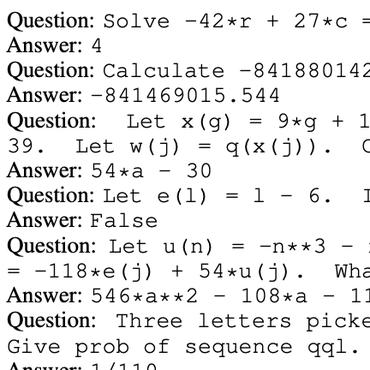 Question: Solve -42*r + 27*c =
Answer: 4
Question: Calculate -841880142
Answer: -841469015.544
Question: Let x(g) = 9*g + 1
39. Let w(j) = q(x(j)).
Answer: 54*a - 30
Question: Let e(l) = l - 6.
Answer: False
Question: Let u(n) = -n**3 -
= -118*e(j) + 54*u(j). Wha
Answer: 546*a**2 - 108*a - 11
Question: Three letters picke
Give prob of sequence qql.
Answer: 1/110